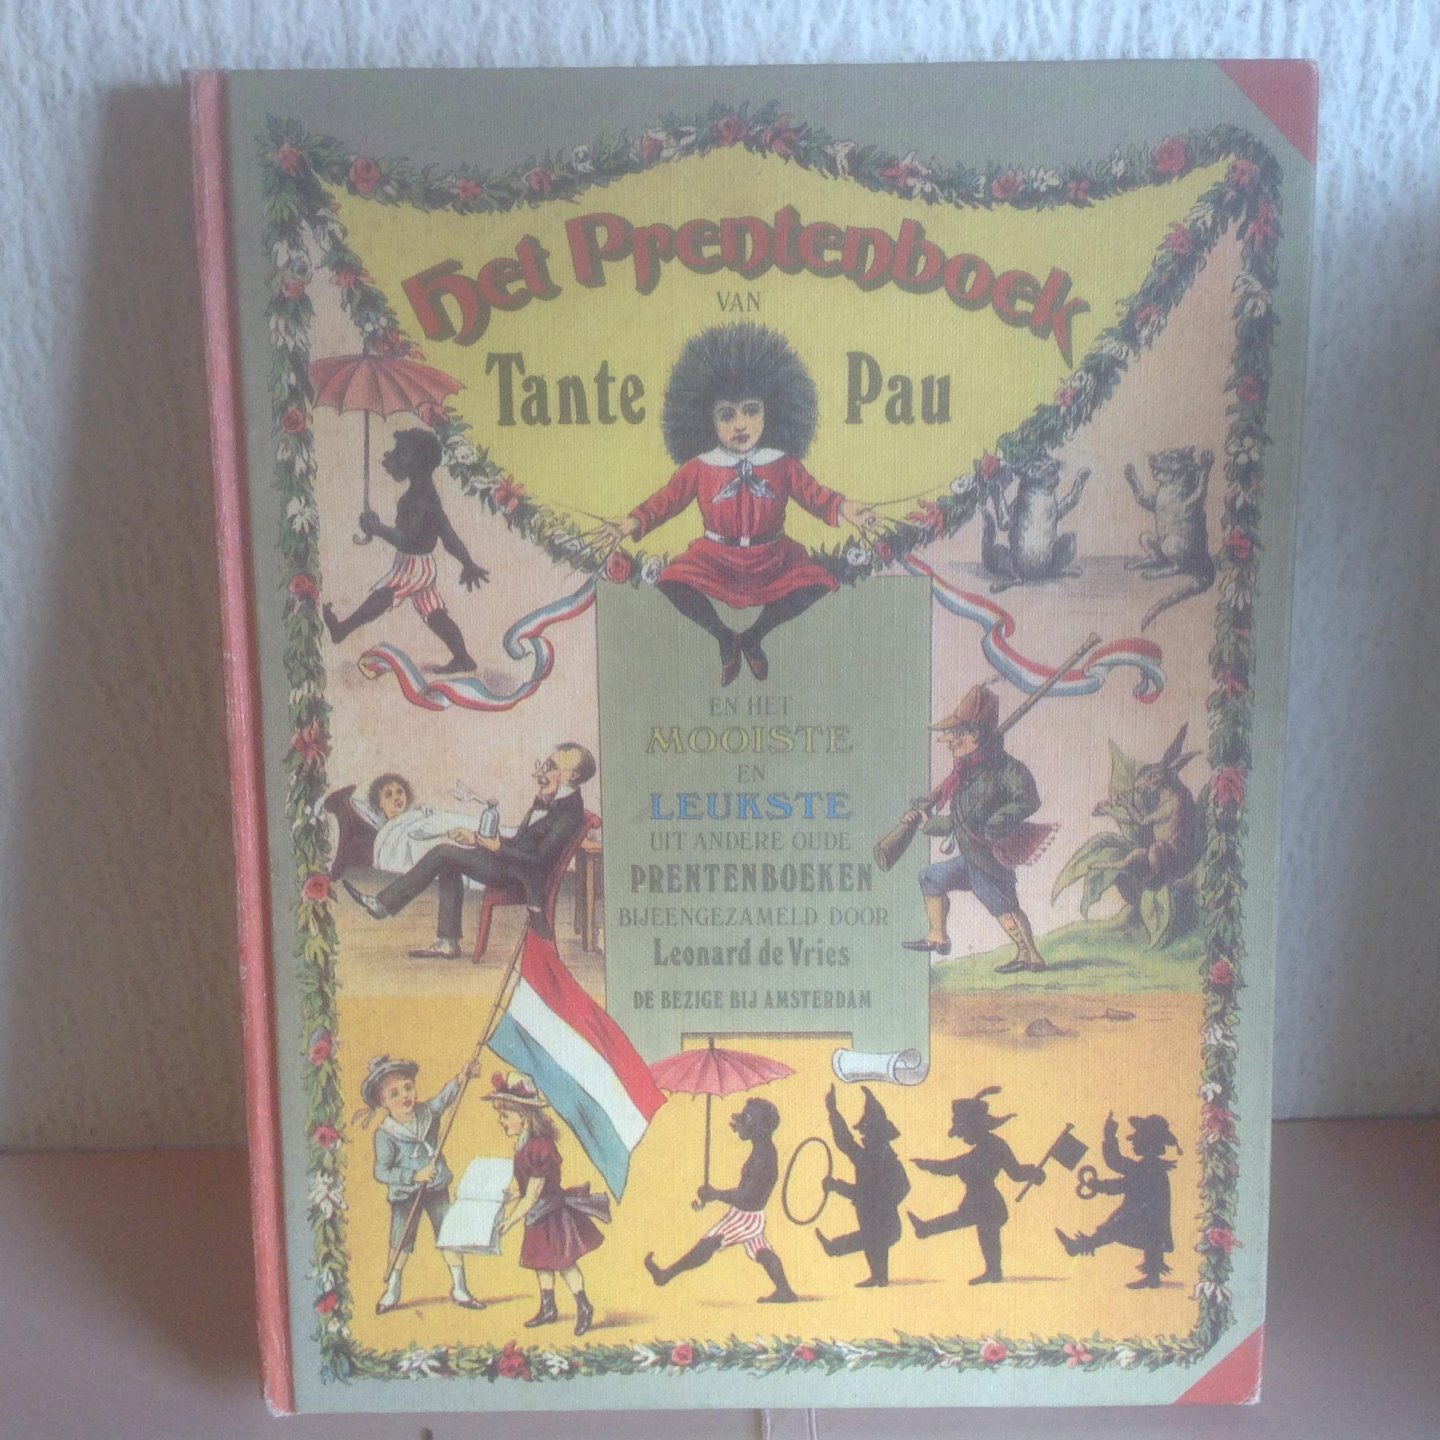 Het Prentenboek
VAN
Tante Pau
EN HET
MOOISTE
EN
LEUKSTE
UIT ANDERE OUDE
PRENTENBOEKEN
BIJEENGEZAMELD DOOR
Leonard de Vries
DE BEZIGE BIJ AMSTERDAM